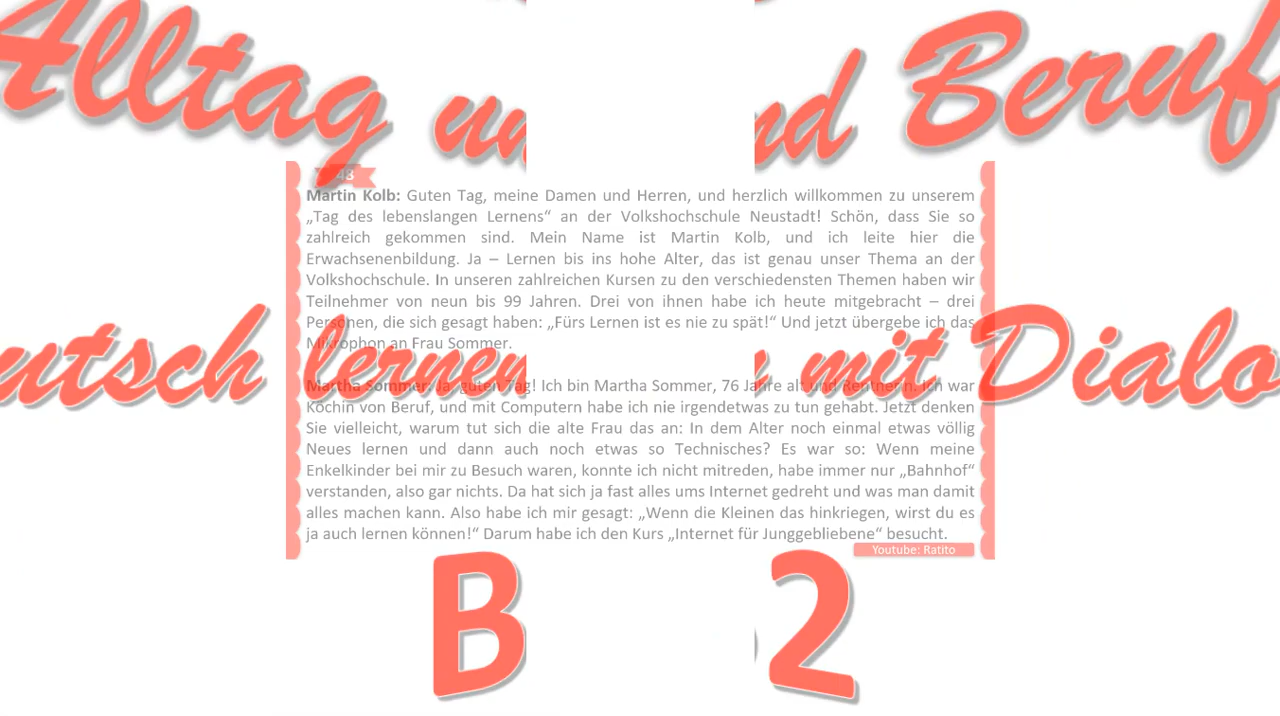 Alltag un nd Beruf
48
Martin Kolb: Guten Tag, meine Damen und Herren, und herzlich willkommen zu unserem
„Tag des lebenslangen Lernens“ an der Volkshochschule Neustadt! Schön, dass Sie so
zahlreich gekommen sind. Mein Name ist Martin Kolb, und ich leite hier die
Erwachsenenbildung. Ja – Lernen bis ins hohe Alter, das ist genau unser Thema an der
Volkshochschule. In unseren zahlreichen Kursen zu den verschiedensten Themen haben wir
Teilnehmer von neun bis 99 Jahren. Drei von ihnen habe ich heute mitgebracht – drei
Personen, die sich gesagt haben: „Fürs Lernen ist es nie zu spät!“ Und jetzt übergebe ich das
Mikrophon an Frau Sommer.
utsch lernen mit Dialo
Martha Sommer: Ja, guten Tag! Ich bin Martha Sommer, 76 Jahre alt und Rentnerin. Ich war
Köchin von Beruf, und mit Computern habe ich nie irgendetwas zu tun gehabt. Jetzt denken
Sie vielleicht, warum tut sich die alte Frau das an: In dem Alter noch einmal etwas völlig
Neues lernen und dann auch noch etwas so Technisches? Es war so: Wenn meine
Enkelkinder bei mir zu Besuch waren, konnte ich nicht mitreden, habe immer nur „Bahnhof“
verstanden, also gar nichts. Da hat sich ja fast alles ums Internet gedreht und was man damit
alles machen kann. Also habe ich mir gesagt: „Wenn die Kleinen das hinkriegen, wirst du es
ja auch lernen können!“ Darum habe ich den Kurs „Internet für Junggebliebene“ besucht.
Youtube: Ratito
B 2